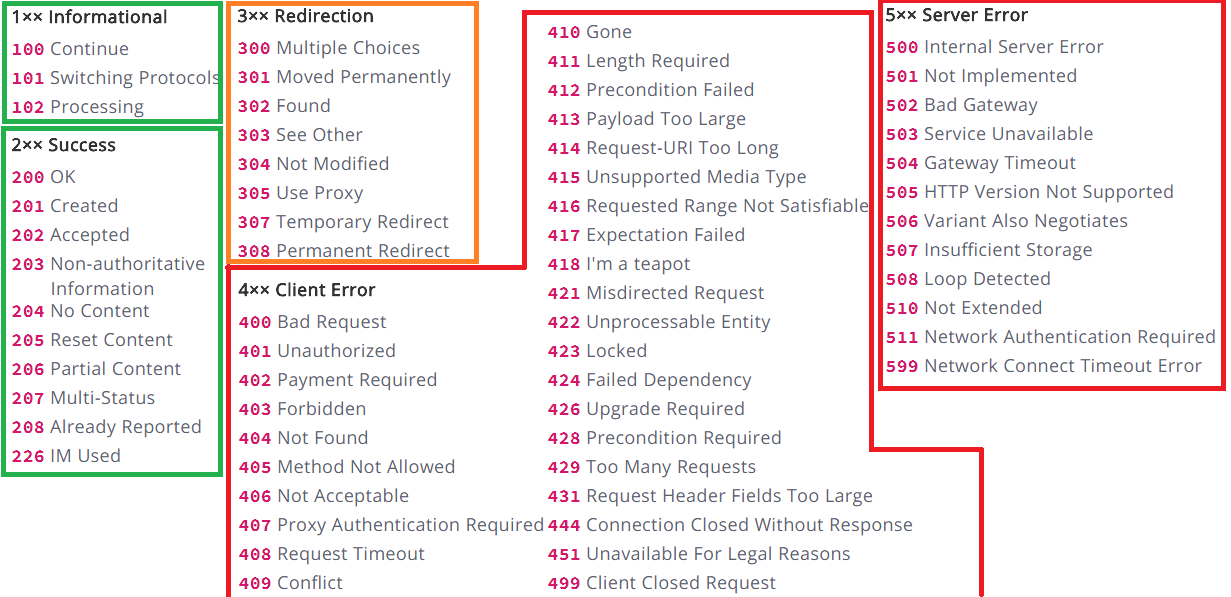 1×× Informational
100 Continue
101 Switching Protocols
102 Processing
2×× Success
200 OK
201 Created
202 Accepted
203 Non-authoritative
Information
204 No Content
205 Reset Content
206 Partial Content
207 Multi-Status
208 Already Reported
226 IM Used
3×× Redirection
300 Multiple Choices
301 Moved Permanently
302 Found
303 See Other
304 Not Modified
305 Use Proxy
307 Temporary Redirect
308 Permanent Redirect
4×× Client Error
400 Bad Request
401 Unauthorized
402 Payment Required
403 Forbidden
404 Not Found
405 Method Not Allowed
406 Not Acceptable
407 Proxy Authentication Required
408 Request Timeout
409 Conflict
410 Gone
411 Length Required
412 Precondition Failed
413 Payload Too Large
414 Request-URI Too Long
415 Unsupported Media Type
416 Requested Range Not Satisfiable
417 Expectation Failed
418 I'm a teapot
421 Misdirected Request
422 Unprocessable Entity
423 Locked
424 Failed Dependency
426 Upgrade Required
428 Precondition Required
429 Too Many Requests
431 Request Header Fields Too Large
444 Connection Closed Without Response
451 Unavailable For Legal Reasons
499 Client Closed Request
5×× Server Error
500 Internal Server Error
501 Not Implemented
502 Bad Gateway
503 Service Unavailable
504 Gateway Timeout
505 HTTP Version Not Supported
506 Variant Also Negotiates
507 Insufficient Storage
508 Loop Detected
510 Not Extended
511 Network Authentication Required
599 Network Connect Timeout Error